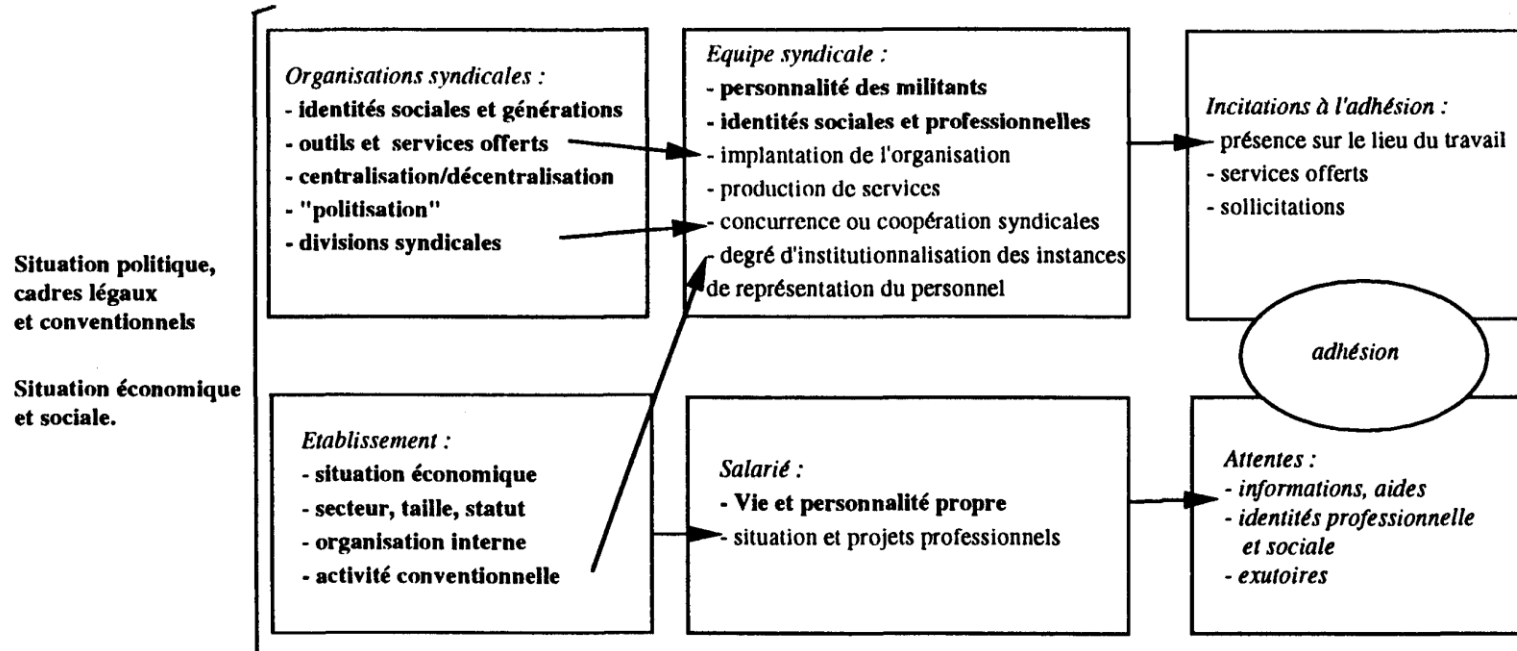 Situation politique,
cadres légaux
et conventionnels
Situation économique
et sociale.
Organisations syndicales :
- identités sociales et générations
- outils et services offerts
- centralisation/décentralisation
- "politisation"
- divisions syndicales
Equipe syndicale :
- personnalité des militants
- identités sociales et professionnelles
- implantation de l'organisation
- production de services
- concurrence ou coopération syndicales
- degré d'institutionnalisation des instances
de représentation du personnel
Incitations à l'adhésion :
- présence sur le lieu du travail
- services offerts
- sollicitations
adhésion
Etablissement :
- situation économique
- secteur, taille, statut
- organisation interne
- activité conventionnelle
Salarié :
- Vie et personnalité propre
- situation et projets professionnels
Attentes :
- informations, aides
- identités professionnelle
et sociale
- exutoires